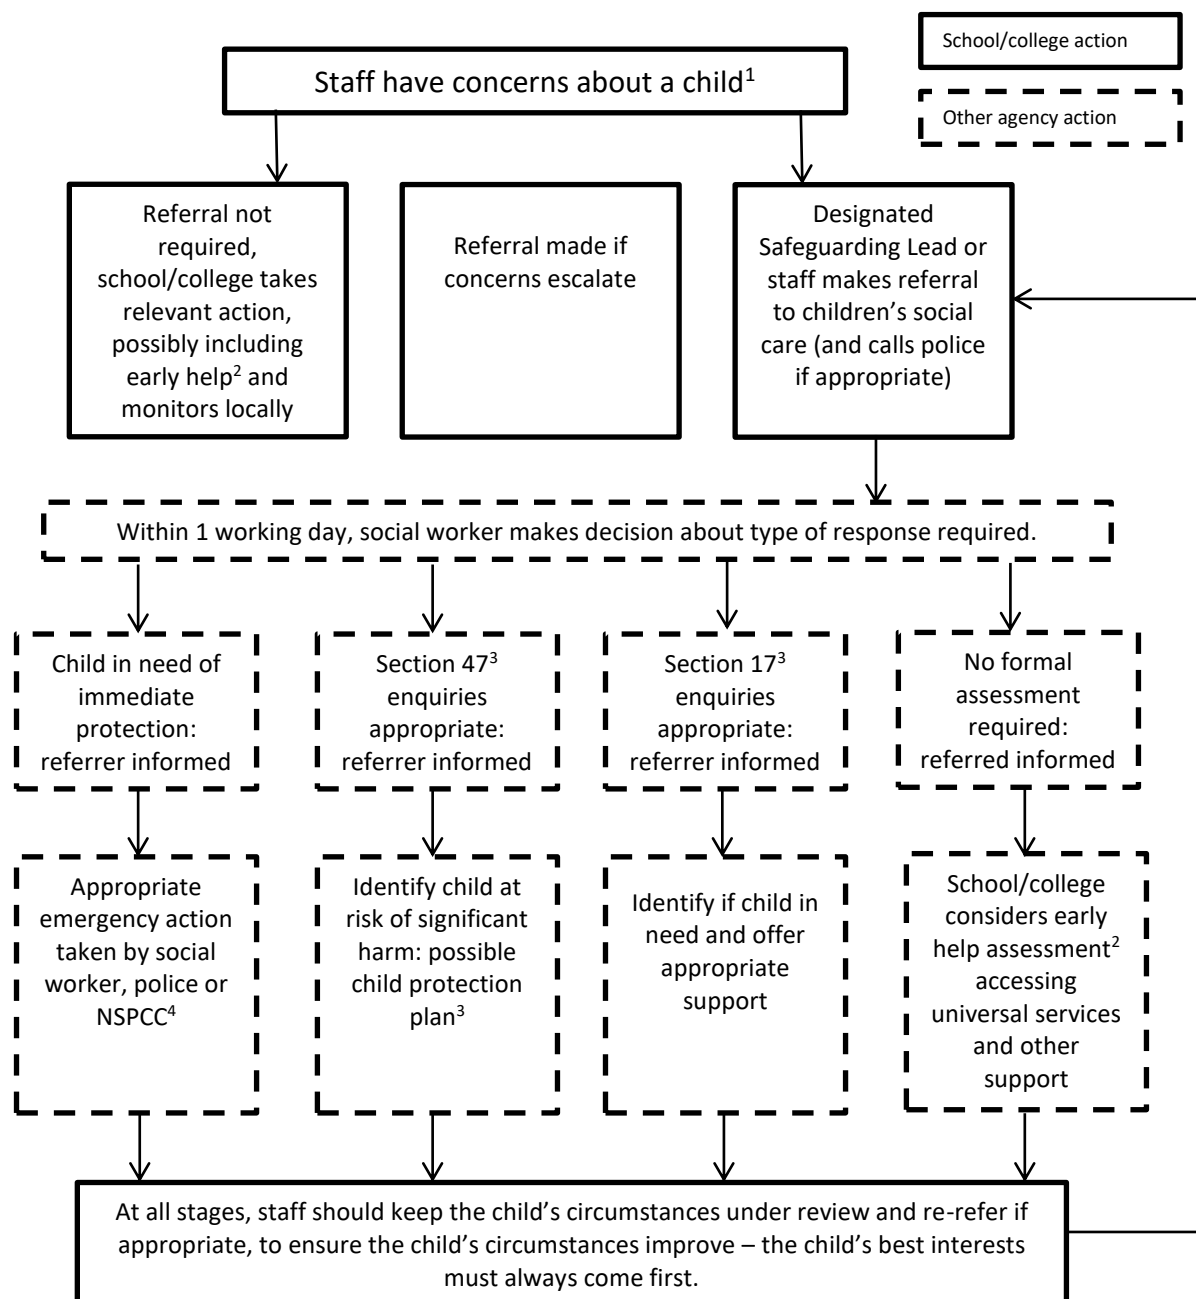 School/college action
Staff have concerns about a child¹
Other agency action
Referral not
required,
school/college takes
relevant action,
possibly including
early help² and
monitors locally
Referral made if
concerns escalate
Designated
Safeguarding Lead or
staff makes referral
to children’s social
care (and calls police
if appropriate)
Within 1 working day, social worker makes decision about type of response required.
Child in need of
immediate
protection:
referrer informed
Section 47³
enquiries
appropriate:
referrer informed
Section 17³
enquiries
appropriate:
referrer informed
No formal
assessment
required:
referred informed
Appropriate
emergency action
taken by social
worker, police or
NSPCC⁴
Identify child at
risk of significant
harm: possible
child protection
plan³
Identify if child in
need and offer
appropriate
support
School/college
considers early
help assessment²
accessing
universal services
and other
support
At all stages, staff should keep the child’s circumstances under review and re-refer if
appropriate, to ensure the child’s circumstances improve – the child’s best interests
must always come first.